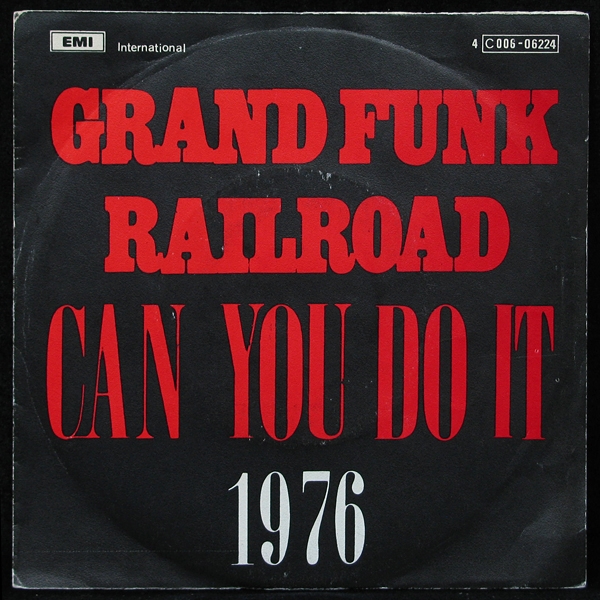 EMI International 4 C 006-06224
GRAND FUNK
RAILROAD
CAN YOU DO IT
1976